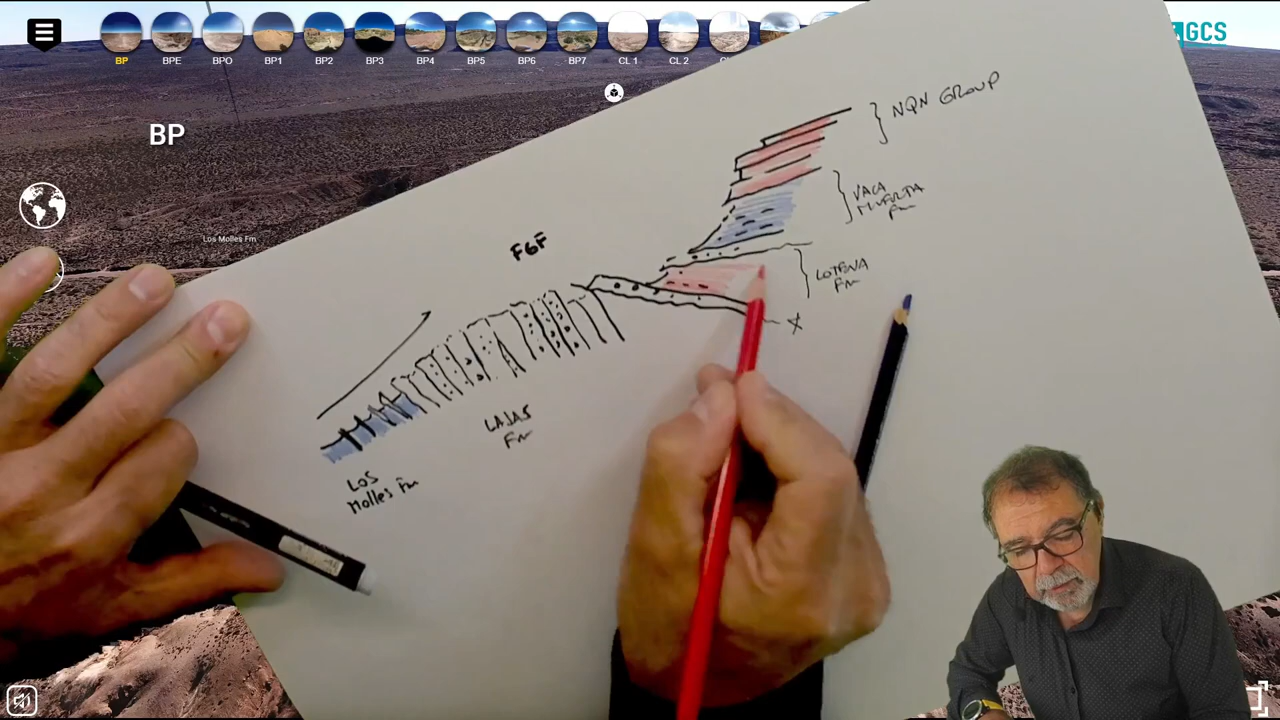 BP
BPE
BPO
BP1
BP2
BP3
BP4
BP5
BP6
BP7
CL 1
CL 2
GCS
BP
Los Molles Fm
NQN GROUP
VACA
MUERTA
Fm
FGF
LOTENA
Fm
X
LAJAS
Fm
LOS
Molles Fm